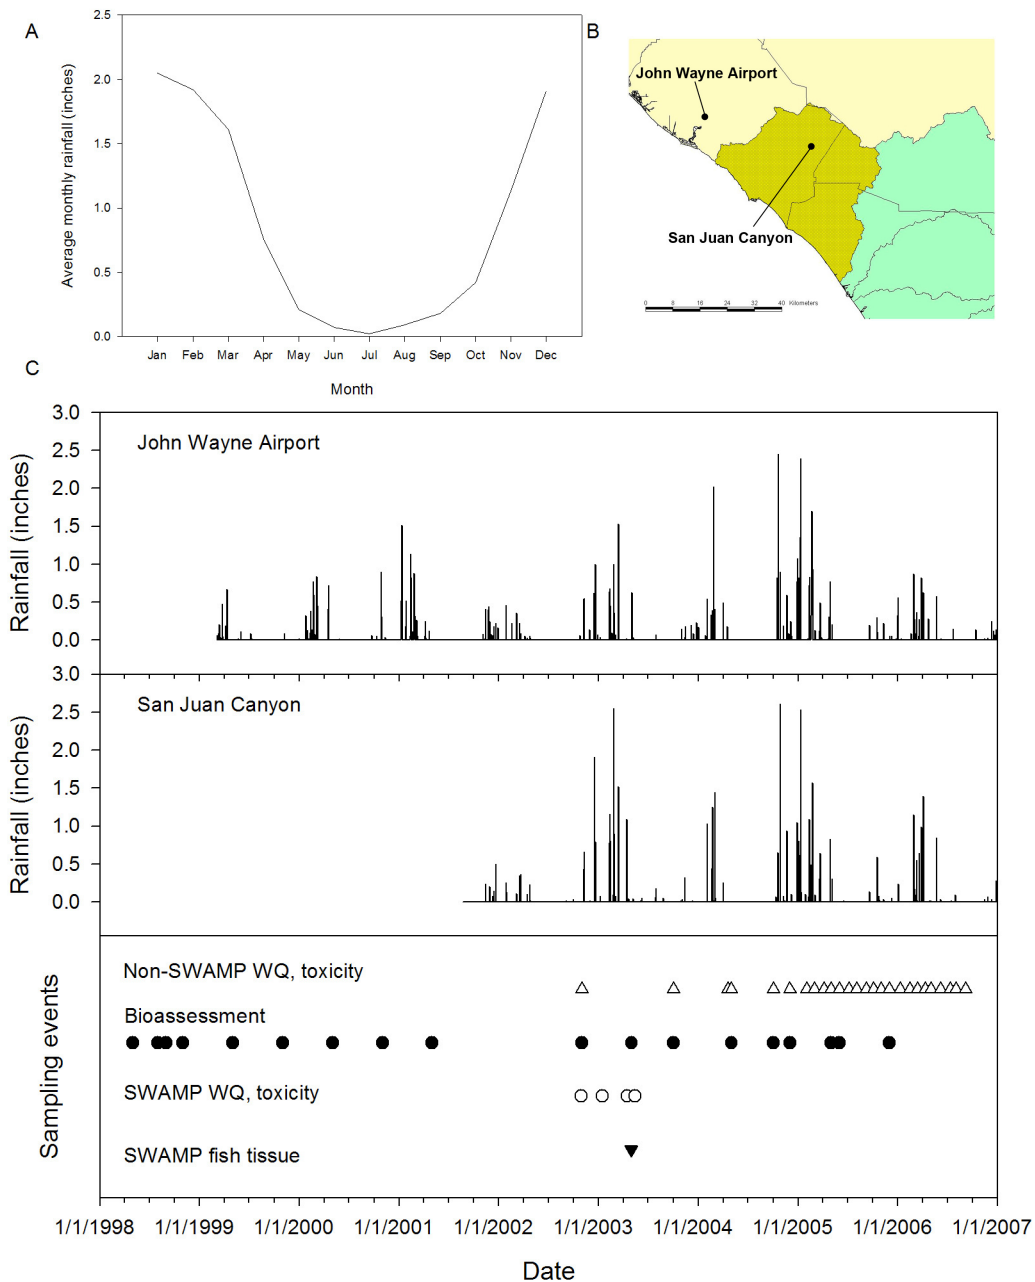 A
B
2.5
2.0
1.5
1.0
0.5
0.0
Average monthly rainfall (inches)
Jan Feb Mar Apr May Jun Jul Aug Sep Oct Nov Dec
Month
John Wayne Airport
San Juan Canyon
0 8 16 24 32 40 Kilometers
C
3.0
2.5
2.0
1.5
1.0
0.5
0.0
Rainfall (inches)
John Wayne Airport
3.0
2.5
2.0
1.5
1.0
0.5
0.0
Rainfall (inches)
San Juan Canyon
Sampling events
Non-SWAMP WQ, toxicity
Bioassessment
SWAMP WQ, toxicity
SWAMP fish tissue
1/1/1998 1/1/1999 1/1/2000 1/1/2001 1/1/2002 1/1/2003 1/1/2004 1/1/2005 1/1/2006 1/1/2007
Date